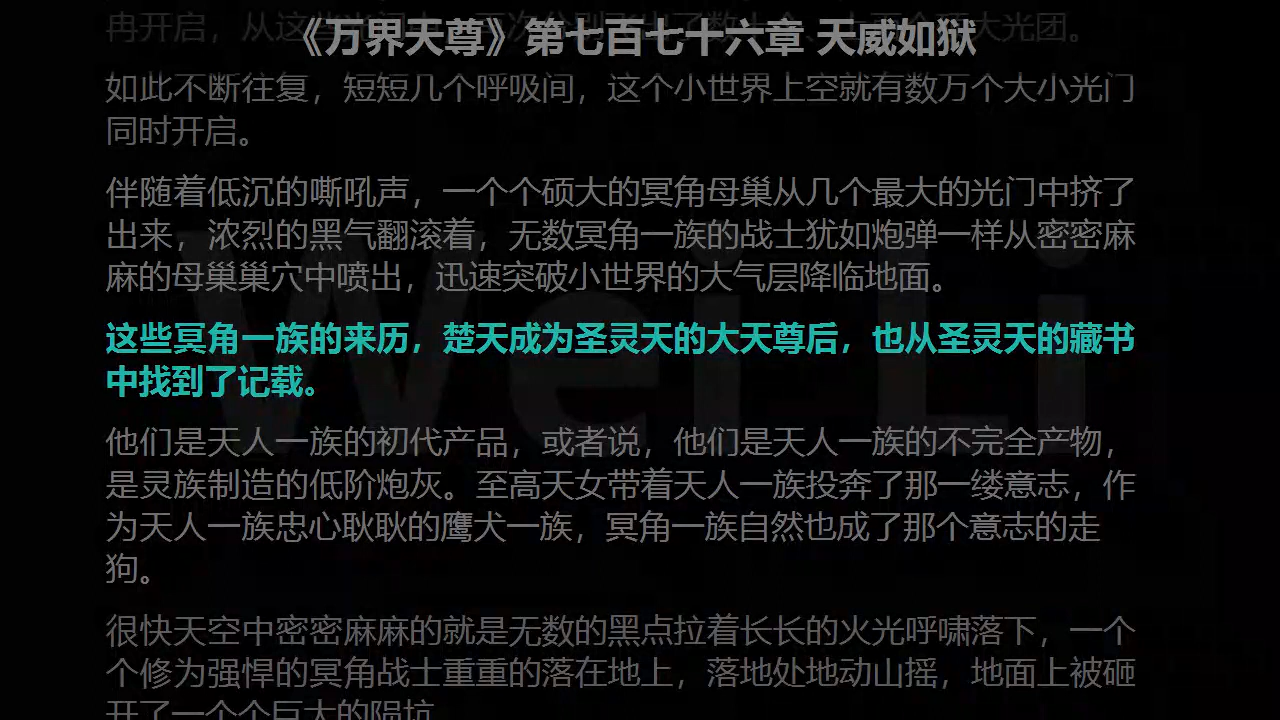 《万界天尊》第七百七十六章 天威如狱
如此不断往复，短短几个呼吸间，这个小世界上空就有数万个大小光门
同时开启。
伴随着低沉的嘶吼声，一个个硕大的冥角母巢从几个最大的光门中挤了
出来，浓烈的黑气翻滚着，无数冥角一族的战士犹如炮弹一样从密密麻
麻的母巢巢穴中喷出，迅速突破小世界的大气层降临地面。
这些冥角一族的来历，楚天成为圣灵天的大天尊后，也从圣灵天的藏书
中找到了记载。
他们是天人一族的初代产品，或者说，他们是天人一族的不完全产物，
是灵族制造的低阶炮灰。至高天女带着天人一族投奔了那一缕意志，作
为天人一族忠心耿耿的鹰犬一族，冥角一族自然也成了那个意志的走
狗。
很快天空中密密麻麻的就是无数的黑点拉着长长的火光呼啸落下，一个
个修为强悍的冥角战士重重的落在地上，落地处地动山摇，地面上被砸
开了一个个巨大的陨坑
Wei Li